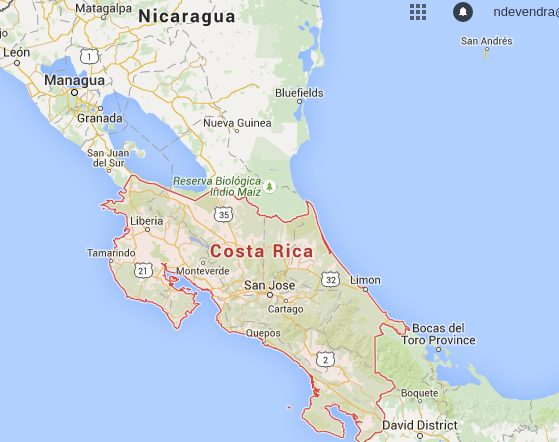 Matagalpa
Nicaragua
ndevendra@
San Andrés
León
1
Managua
Bluefields
Granada
Nueva Guinea
San Juan
del Sur
Reserva Biológica
Indio Maíz
35
Liberia
Costa Rica
Tamarindo
21
Monteverde
San Jose
32
Limon
Cartago
Quepos
Bocas del
Toro Province
2
Boquete
David District